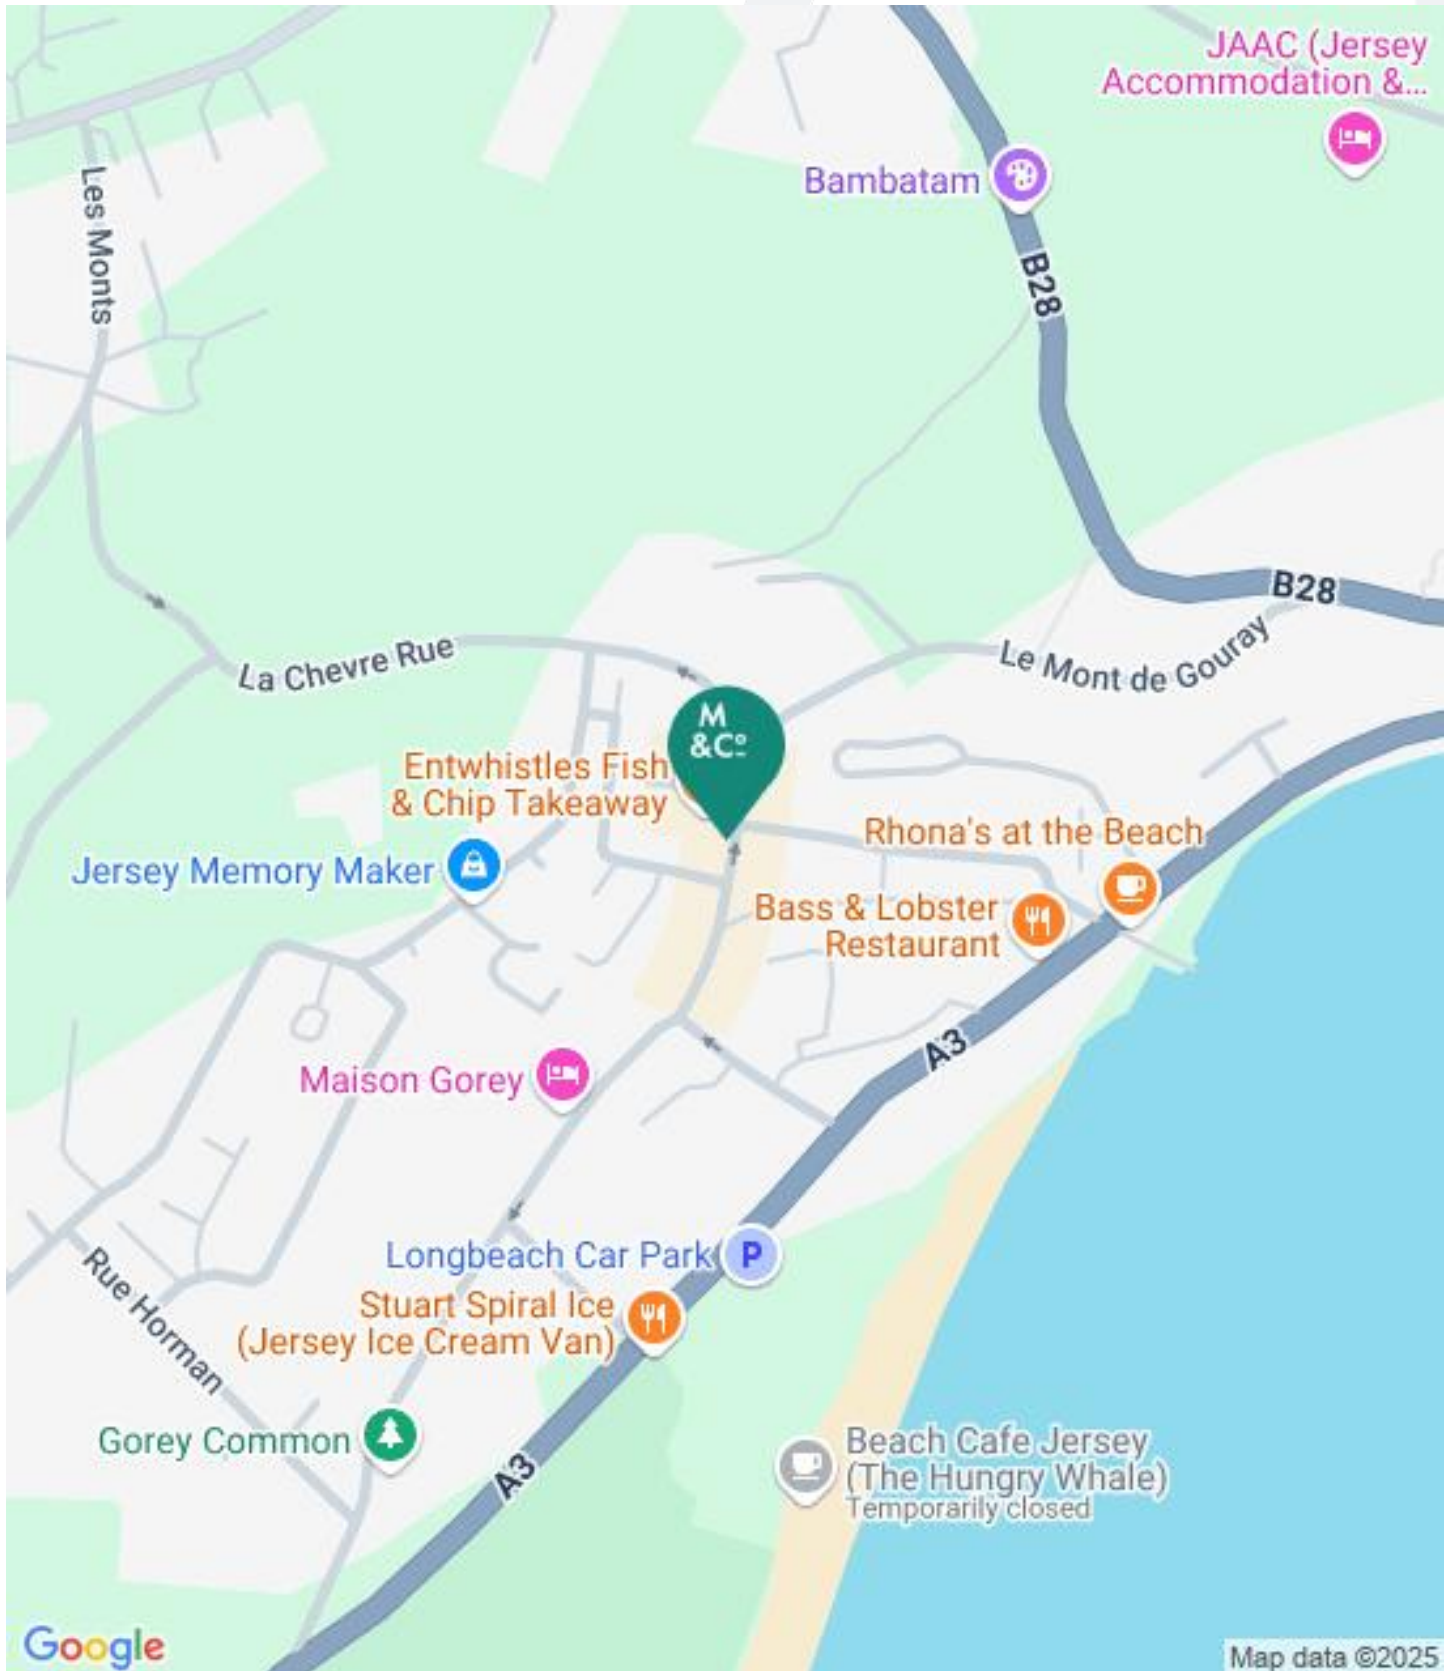 JAAC (Jersey
Accommodation &...
Bambatam
Les Monts
B28
B28
La Chevre Rue
Le Mont de Gouray
M
&Cº
Entwhistles Fish
& Chip Takeaway
Rhona's at the Beach
Jersey Memory Maker
Bass & Lobster
Restaurant
A3
Maison Gorey
Longbeach Car Park
P
Rue Horman
Stuart Spiral Ice
(Jersey Ice Cream Van)
Gorey Common
Beach Cafe Jersey
(The Hungry Whale)
Temporarily closed
A3
Google
Map data ©2025